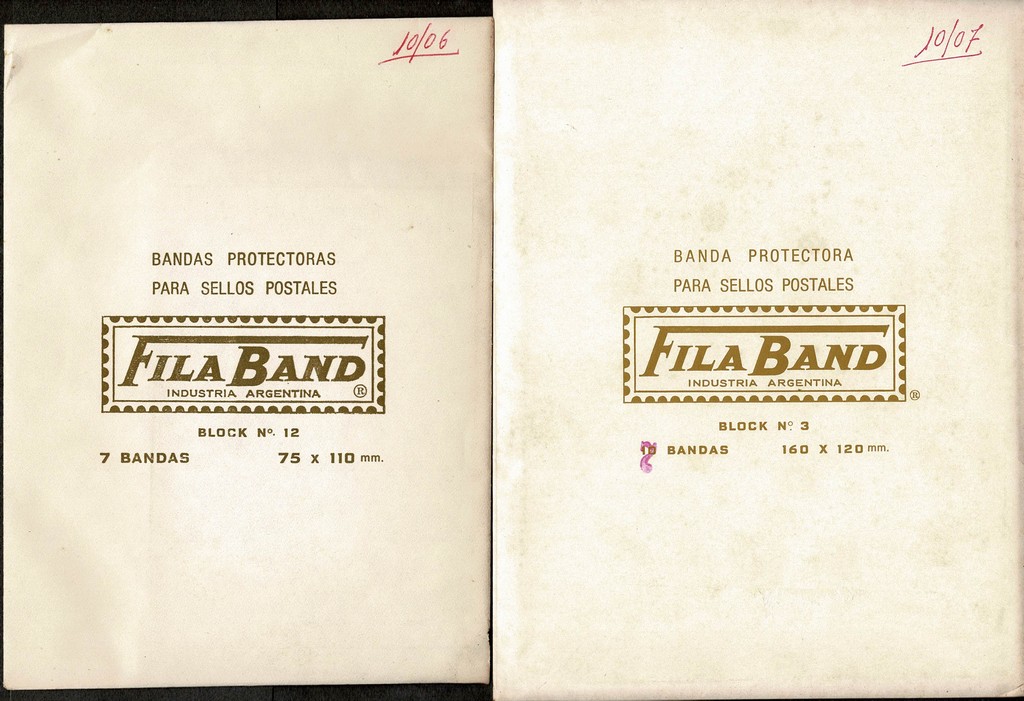 10/06
BANDAS PROTECTORAS
PARA SELLOS POSTALES
FILA BAND
INDUSTRIA ARGENTINA ®
BLOCK Nº. 12
7 BANDAS 75 X 110 mm.
10/07
BANDA PROTECTORA
PARA SELLOS POSTALES
FILA BAND
INDUSTRIA ARGENTINA ®
BLOCK Nº 3
7 BANDAS 160 X 120 mm.